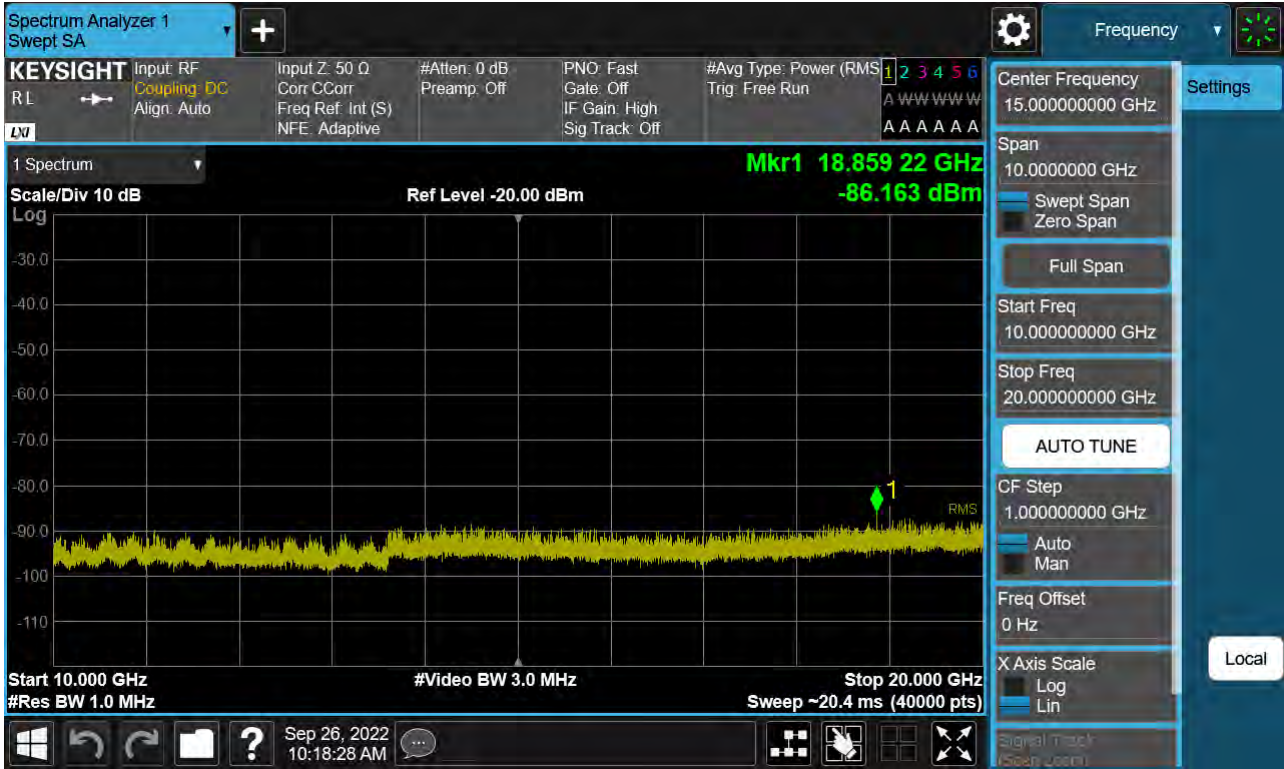 Spectrum Analyzer 1
Swept SA
+
Frequency
KEYSIGHT
R L
LXI
Input: RF
Coupling: DC
Align: Auto
Input Z: 50 Ω
Corr CCorr
Freq Ref: Int (S)
NFE: Adaptive
#Atten: 0 dB
Preamp: Off
PNO: Fast
Gate: Off
IF Gain: High
Sig Track: Off
#Avg Type: Power (RMS
Trig: Free Run
1 2 3 4 5 6
A W W W W W
A A A A A A
1 Spectrum
Scale/Div 10 dB
Log
Ref Level -20.00 dBm
Mkr1 18.859 22 GHz
-86.163 dBm
-30.0
-40.0
-50.0
-60.0
-70.0
-80.0
-90.0
-100
-110
1
RMS
Start 10.000 GHz
#Res BW 1.0 MHz
#Video BW 3.0 MHz
Stop 20.000 GHz
Sweep ~20.4 ms (40000 pts)
Center Frequency
15.000000000 GHz
Span
10.0000000 GHz
Swept Span
Zero Span
Full Span
Start Freq
10.000000000 GHz
Stop Freq
20.000000000 GHz
AUTO TUNE
CF Step
1.000000000 GHz
Auto
Man
Freq Offset
0 Hz
X Axis Scale
Log
Lin
Signal Track
(Span Zoom)
Settings
Local
?
Sep 26, 2022
10:18:28 AM